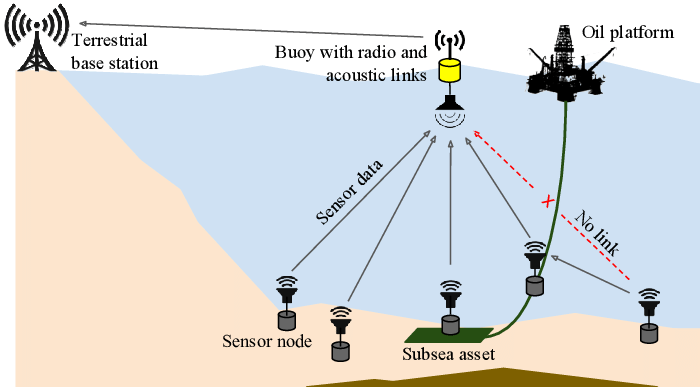 Terrestrial
base station
Buoy with radio and
acoustic links
Oil platform
Sensor data
X
No link
Sensor node
Subsea asset